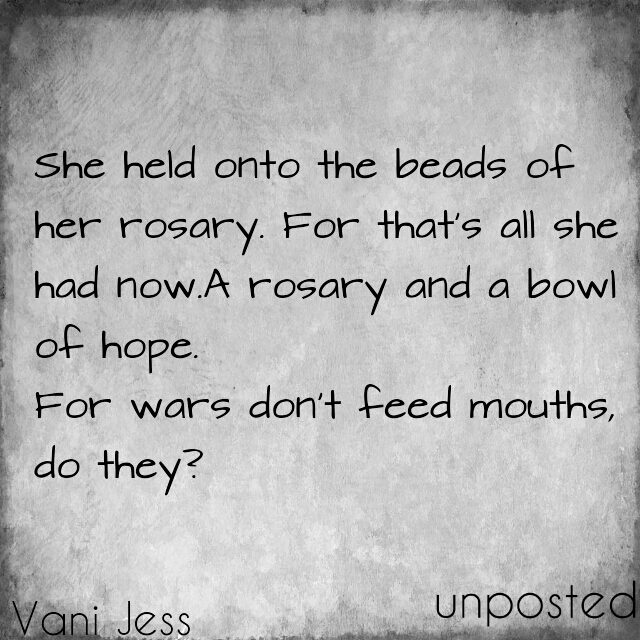 She held onto the beads of
her rosary. For that's all she
had now.A rosary and a bowl
of hope.
For wars don't feed mouths,
do they?
Vani Jess
unposted